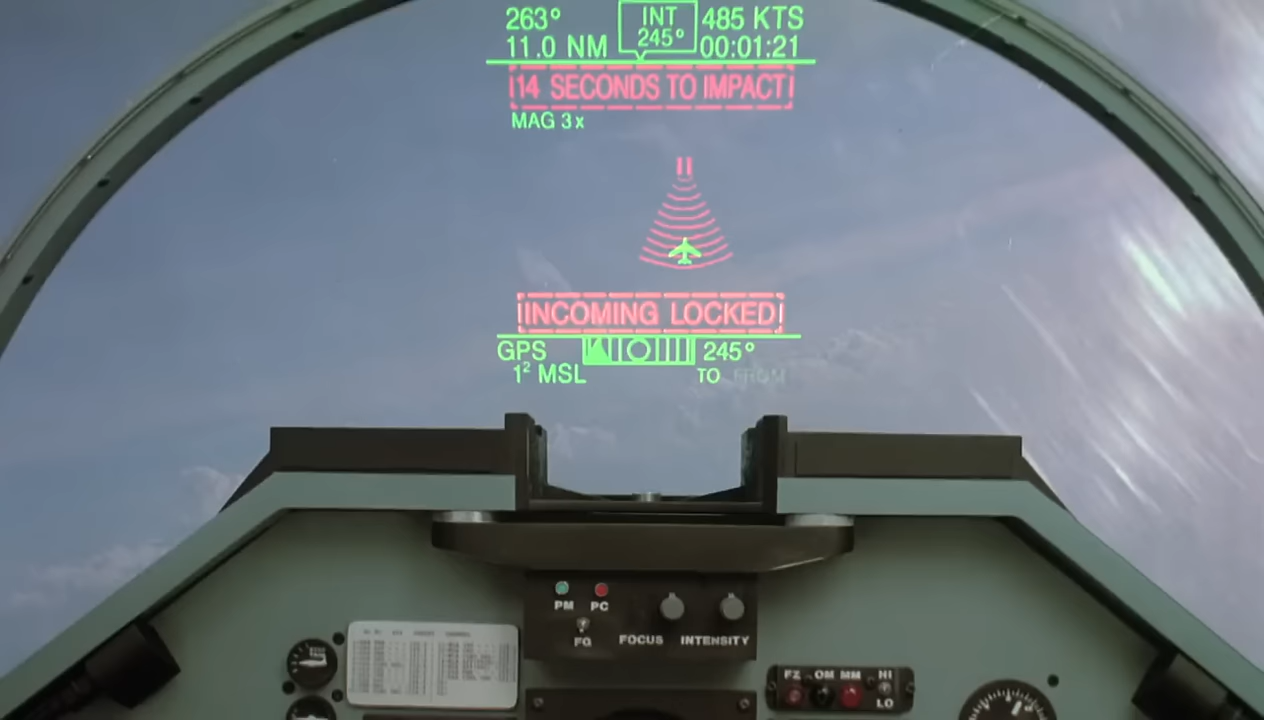 263° INT 485 KTS
11.0 NM 245° 00:01:21
14 SECONDS TO IMPACT
MAG 3x
INCOMING LOCKED
GPS 245°
1² MSL TO FROM
PM PC
FG FOCUS INTENSITY
FZ OM MM HI
LO